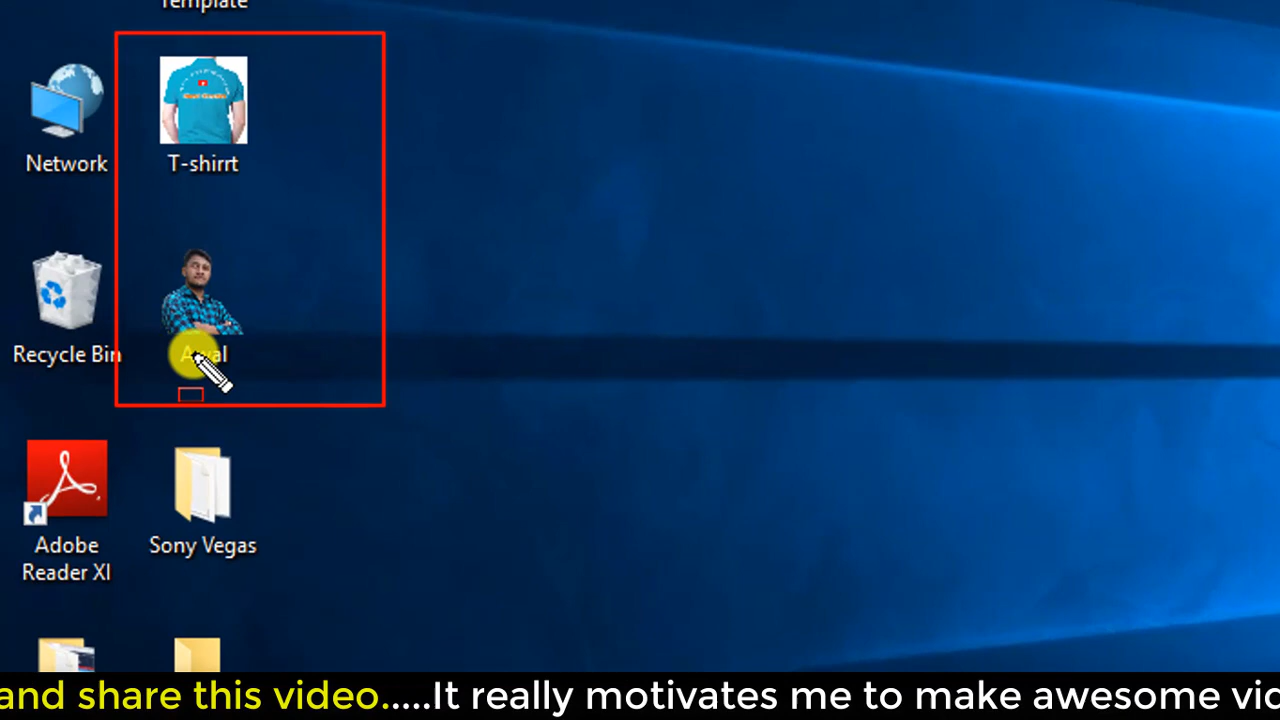 Template
T-shirrt
Network
Recycle Bin
Adobe
Reader XI
Sony Vegas
and share this video.....It really motivates me to make awesome vid